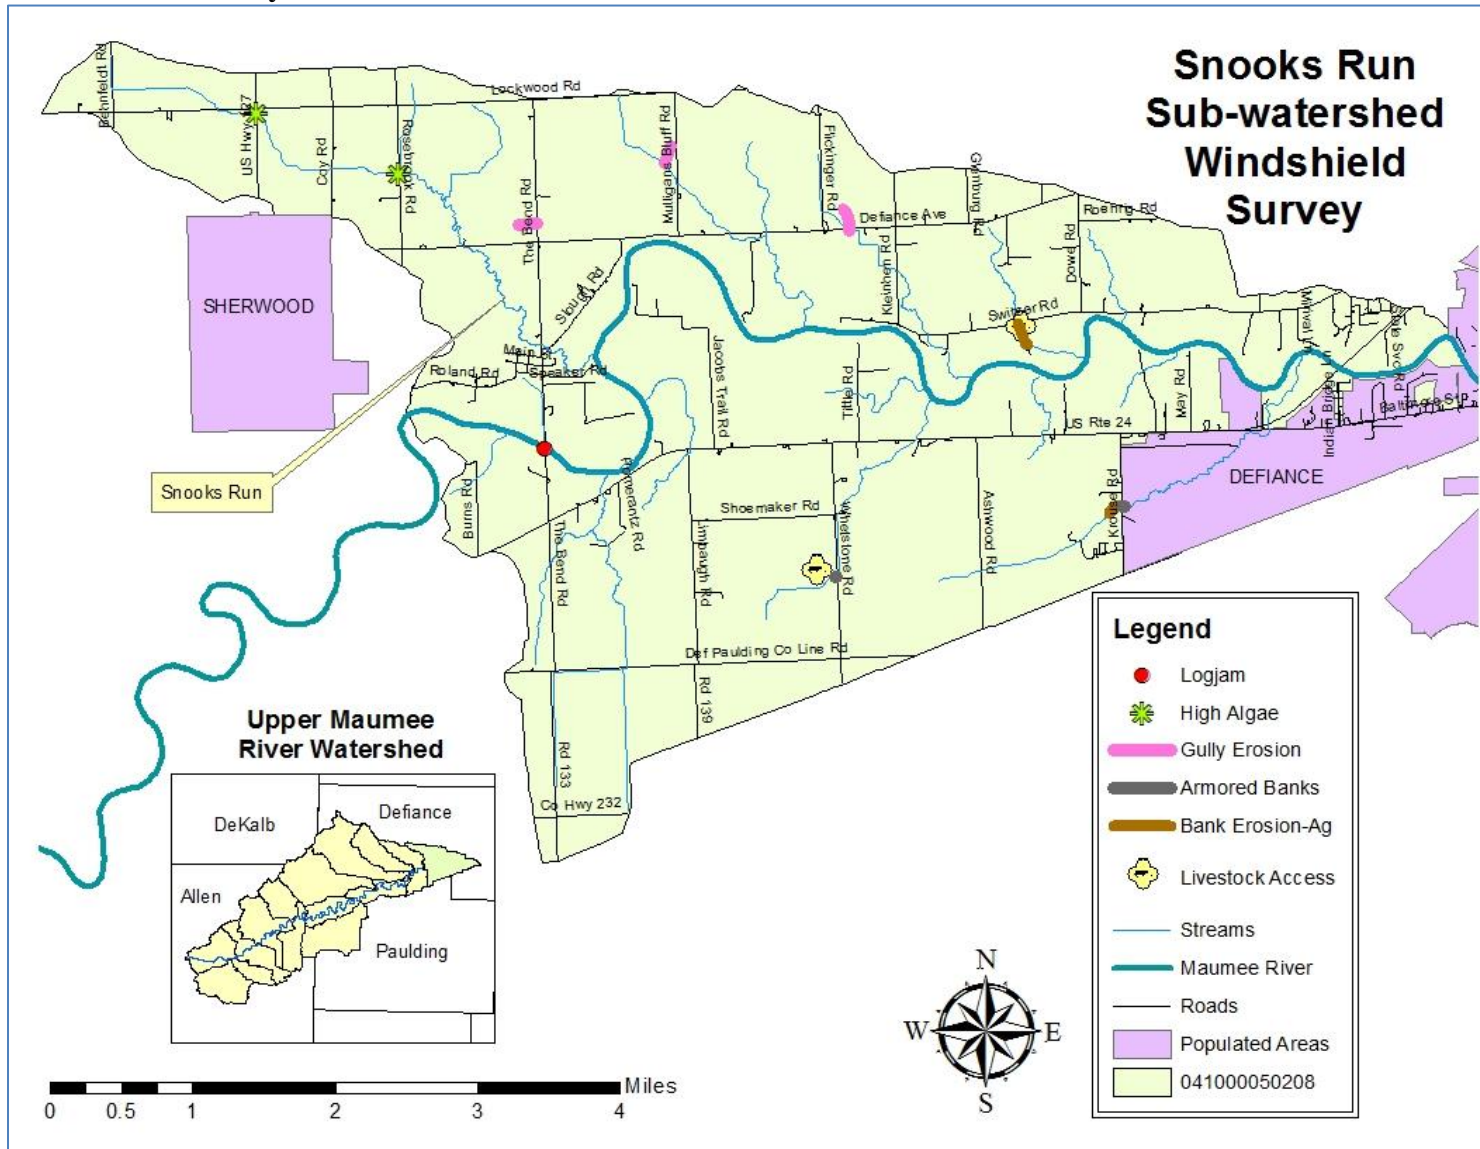 Snooks Run
Sub-watershed
Windshield
Survey
Behnfeldt Rd
US Hwy 127
Coy Rd
Rosebrook Rd
Lockwood Rd
The Bend Rd
Mulligans Bluff Rd
Flickinger Rd
Defiance Ave
Kleinhen Rd
Gwinburg Rd
Dowe Rd
Roehrig Rd
Switzer Rd
SHERWOOD
Slough Rd
Main St
Roland Rd
Speaker Rd
Jacobs Trail Rd
Tittle Rd
May Rd
US Rte 24
Indian Bridge Ln
Baltimore St
DEFIANCE
Snooks Run
Burns Rd
The Bend Rd
Pomerantz Rd
Limbaugh Rd
Shoemaker Rd
Whetstone Rd
Ashwood Rd
Krouse Rd
Def Paulding Co Line Rd
Rd 139
Rd 133
Co Hwy 232
Upper Maumee
River Watershed
DeKalb
Defiance
Allen
Paulding
Legend
Logjam
High Algae
Gully Erosion
Armored Banks
Bank Erosion-Ag
Livestock Access
Streams
Maumee River
Roads
Populated Areas
041000050208
N
W E
S
Miles
0 0.5 1 2 3 4